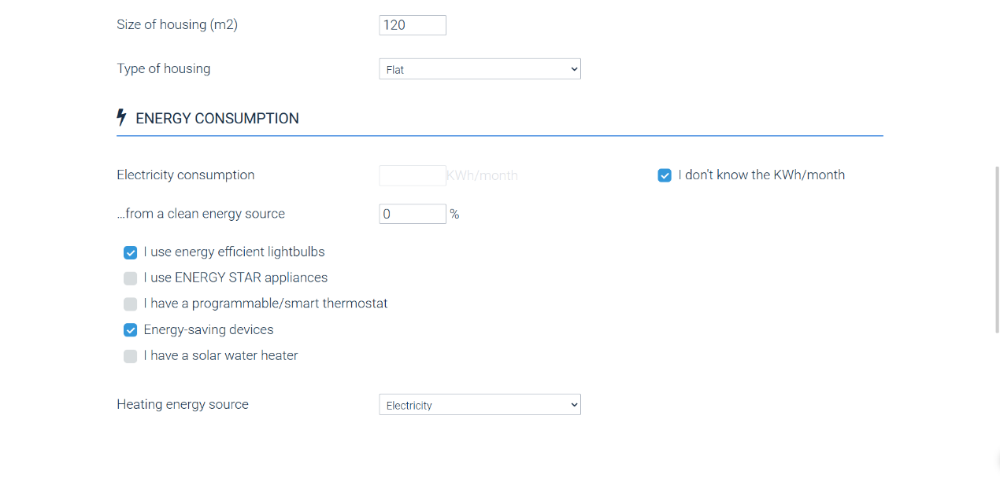 Size of housing (m2) 120
Type of housing Flat
ENERGY CONSUMPTION
Electricity consumption KWh/month I don't know the KWh/month
...from a clean energy source 0 %
I use energy efficient lightbulbs
I use ENERGY STAR appliances
I have a programmable/smart thermostat
Energy-saving devices
I have a solar water heater
Heating energy source Electricity